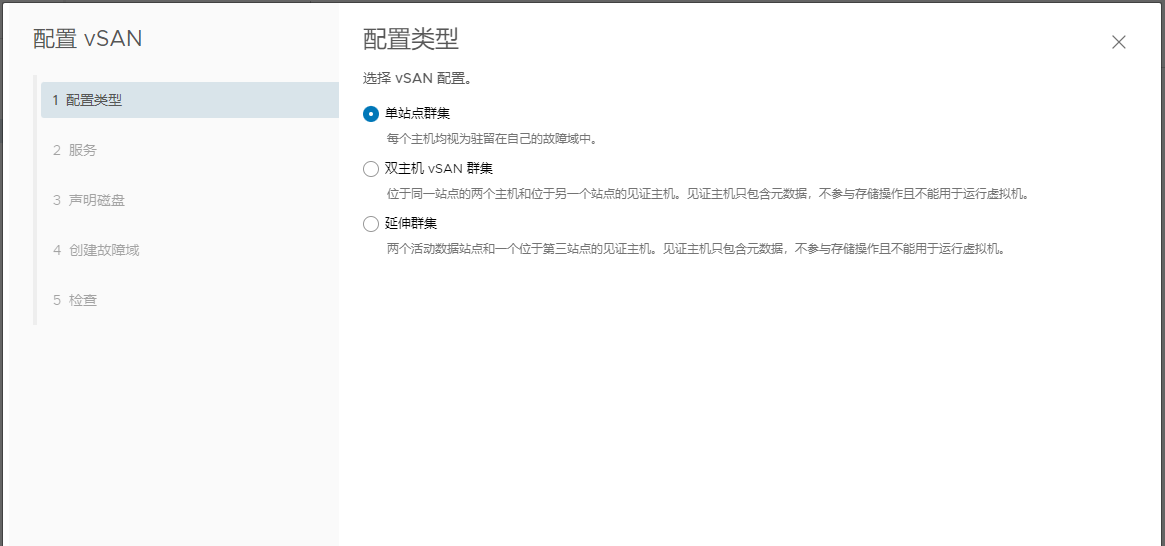 配置 vSAN
1 配置类型
2 服务
3 声明磁盘
4 创建故障域
5 检查
配置类型
选择 vSAN 配置。
单站点群集
每个主机均视为驻留在自己的故障域中。
双主机 vSAN 群集
位于同一站点的两个主机和位于另一个站点的见证主机。见证主机只包含元数据，不参与存储操作且不能用于运行虚拟机。
延伸群集
两个活动数据站点和一个位于第三站点的见证主机。见证主机只包含元数据，不参与存储操作且不能用于运行虚拟机。